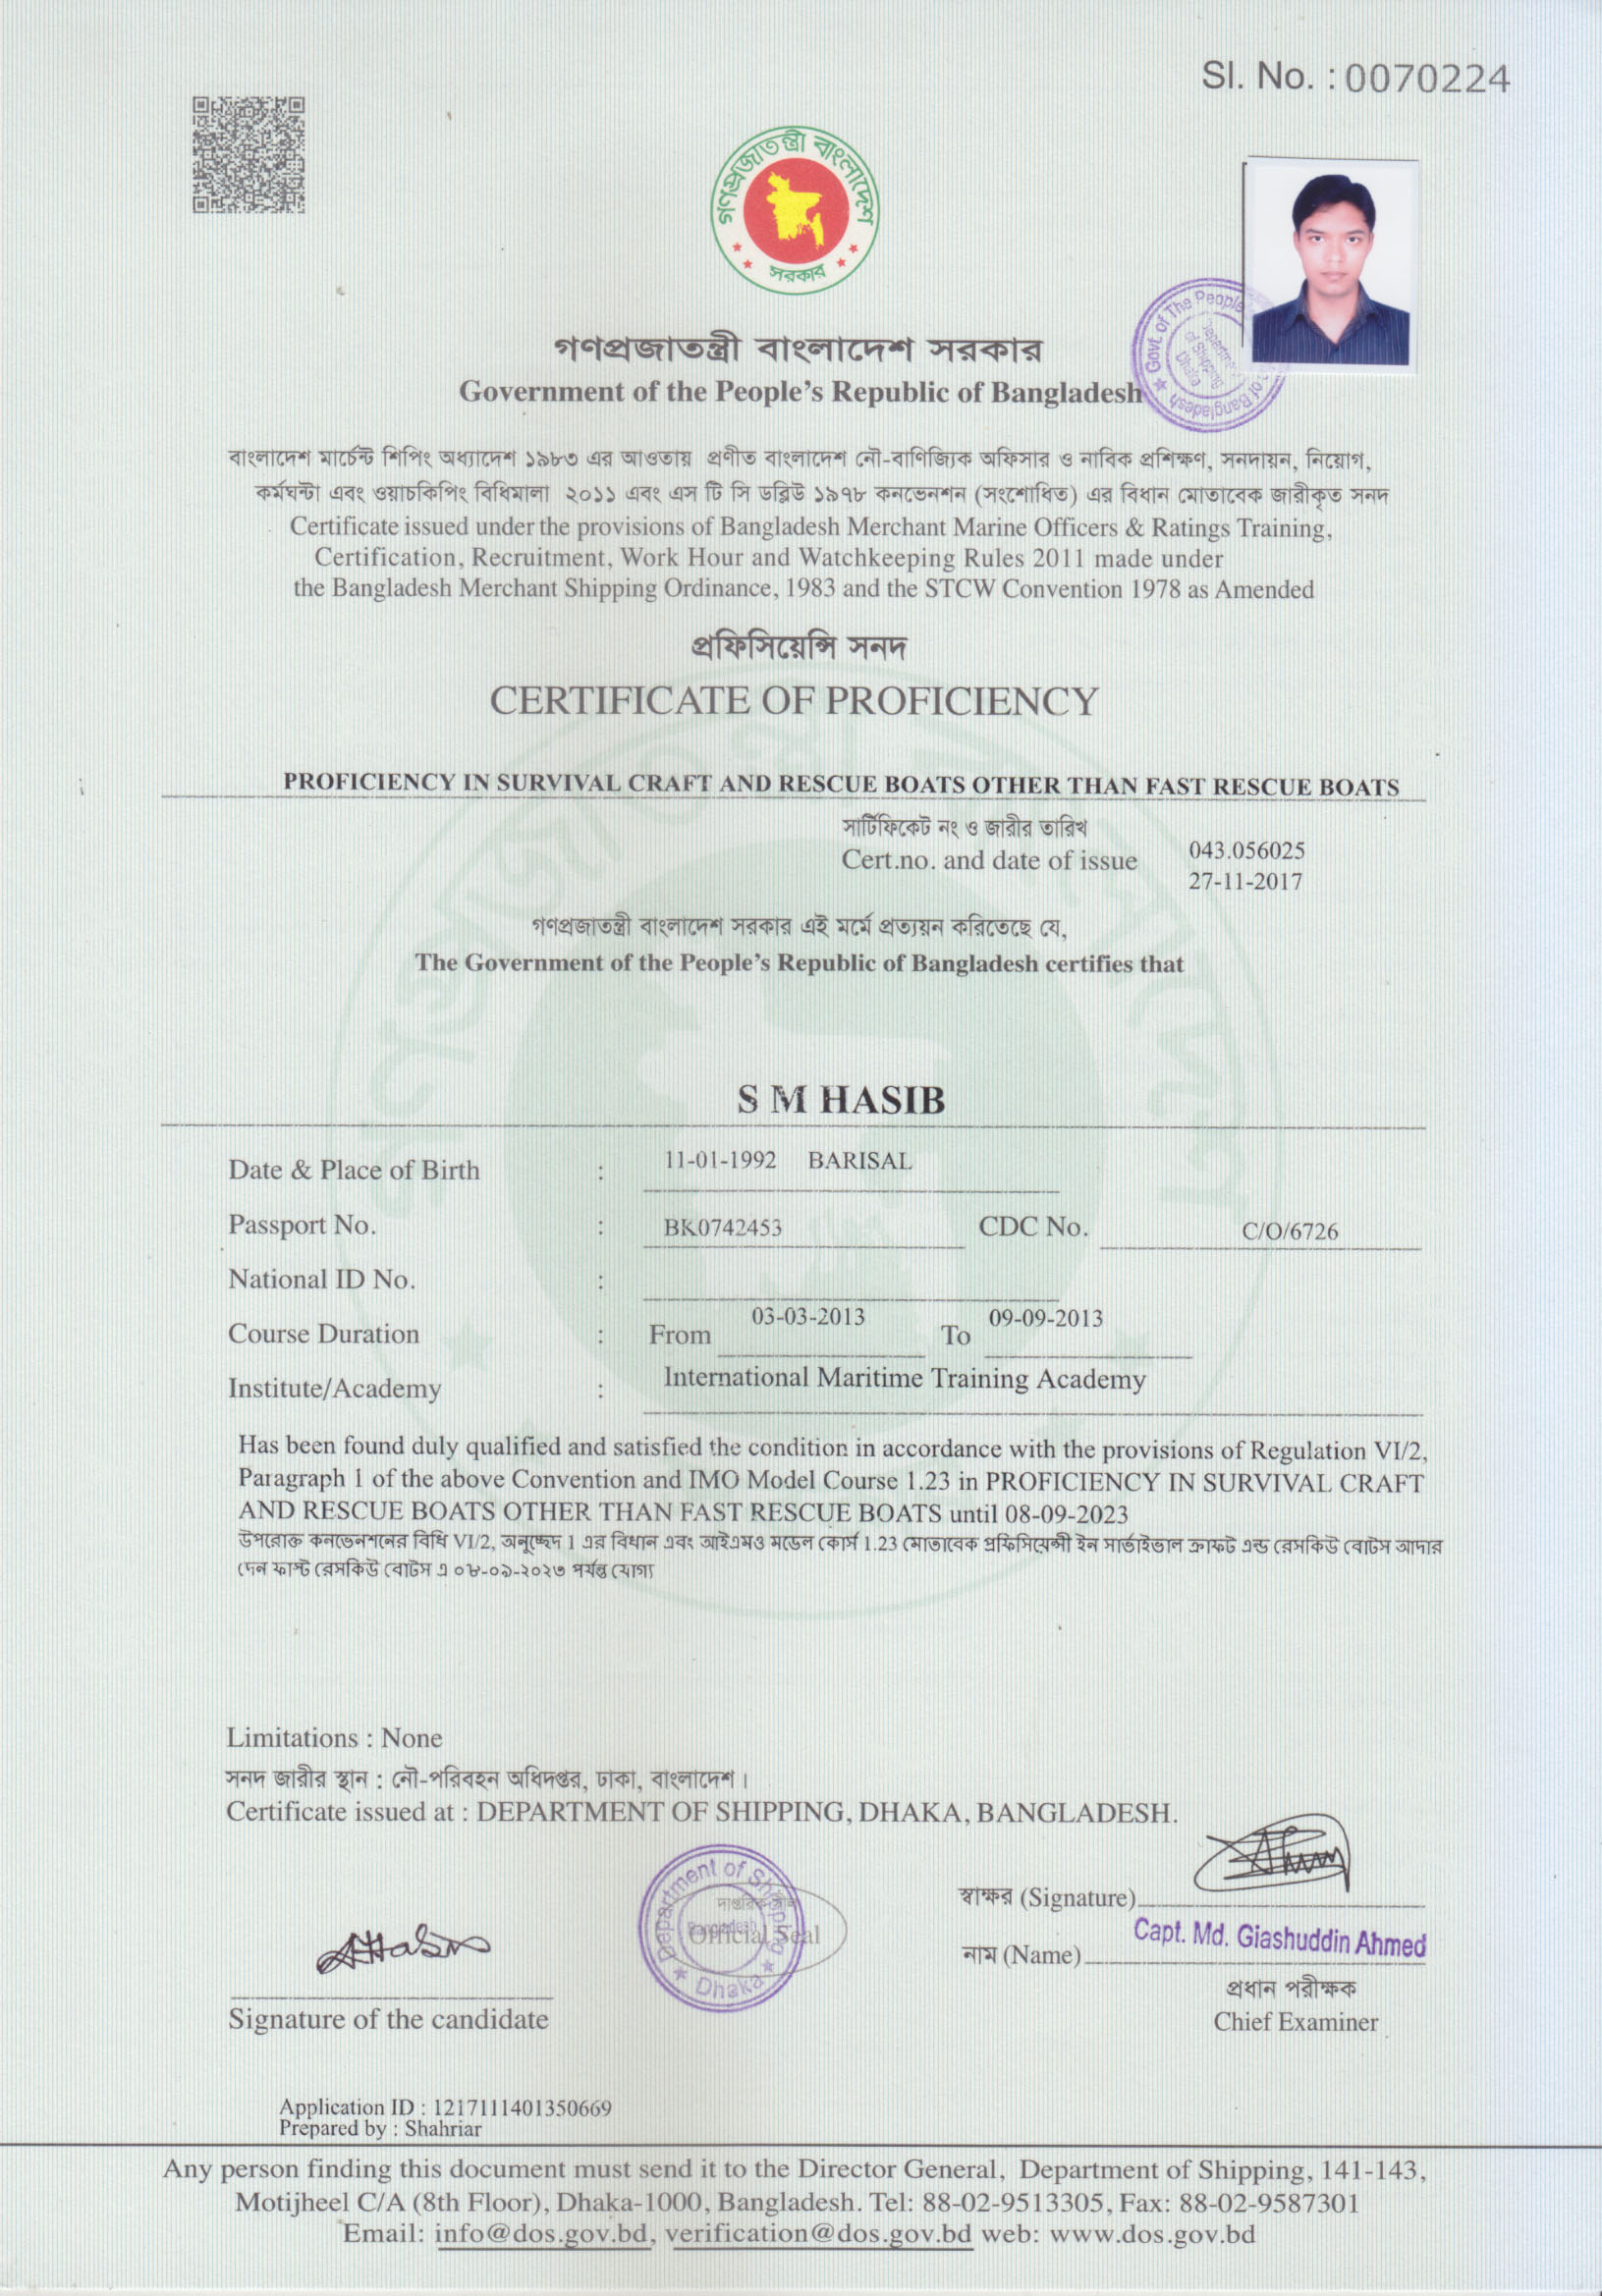 Sl. No. : 0070224
গণপ্রজাতন্ত্রী বাংলাদেশ
সরকার
Govt. of The People
of Bangladesh
of Shipping
Dhaka
গণপ্রজাতন্ত্রী বাংলাদেশ সরকার
Government of the People's Republic of Bangladesh
বাংলাদেশ মার্চেন্ট শিপিং অধ্যাদেশ ১৯৮৩ এর আওতায় প্রণীত বাংলাদেশ নৌ-বাণিজ্যিক অফিসার ও নাবিক প্রশিক্ষণ, সনদায়ন, নিয়োগ,
কর্মঘন্টা এবং ওয়াচকিপিং বিধিমালা ২০১১ এবং এস টি সি ডব্লিউ ১৯৭৮ কনভেনশন (সংশোধিত) এর বিধান মোতাবেক জারীকৃত সনদ
Certificate issued under the provisions of Bangladesh Merchant Marine Officers & Ratings Training,
Certification, Recruitment, Work Hour and Watchkeeping Rules 2011 made under
the Bangladesh Merchant Shipping Ordinance, 1983 and the STCW Convention 1978 as Amended
প্রফিসিয়েন্সি সনদ
CERTIFICATE OF PROFICIENCY
PROFICIENCY IN SURVIVAL CRAFT AND RESCUE BOATS OTHER THAN FAST RESCUE BOATS
সার্টিফিকেট নং ও জারীর তারিখ
Cert.no. and date of issue 043.056025
27-11-2017
গণপ্রজাতন্ত্রী বাংলাদেশ সরকার এই মর্মে প্রত্যয়ন করিতেছে যে,
The Government of the People's Republic of Bangladesh certifies that
S M HASIB
Date & Place of Birth : 11-01-1992 BARISAL
Passport No. : BK0742453 CDC No. C/O/6726
National ID No. :
Course Duration : From 03-03-2013 To 09-09-2013
Institute/Academy : International Maritime Training Academy
Has been found duly qualified and satisfied the condition in accordance with the provisions of Regulation VI/2,
Paragraph 1 of the above Convention and IMO Model Course 1.23 in PROFICIENCY IN SURVIVAL CRAFT
AND RESCUE BOATS OTHER THAN FAST RESCUE BOATS until 08-09-2023
উপরোক্ত কনভেনশনের বিধি VI/2, অনুচ্ছেদ 1 এর বিধান এবং আইএমও মডেল কোর্স 1.23 মোতাবেক প্রফিসিয়েন্সী ইন সার্ভাইভাল ক্রাফট এন্ড রেসকিউ বোটস আদার
দেন ফাস্ট রেসকিউ বোটস এ ০৮-০৯-২০২৩ পর্যন্ত যোগ্য
Limitations : None
সনদ জারীর স্থান : নৌ-পরিবহন অধিদপ্তর, ঢাকা, বাংলাদেশ।
Certificate issued at : DEPARTMENT OF SHIPPING, DHAKA, BANGLADESH.
Department of Shipping
Bangladesh
Dhaka
দাপ্তরিক সীল
Official Seal
স্বাক্ষর (Signature)
নাম (Name) Capt. Md. Giashuddin Ahmed
প্রধান পরীক্ষক
Chief Examiner
Signature of the candidate
Application ID : 1217111401350669
Prepared by : Shahriar
Any person finding this document must send it to the Director General, Department of Shipping, 141-143,
Motijheel C/A (8th Floor), Dhaka-1000, Bangladesh. Tel: 88-02-9513305, Fax: 88-02-9587301
Email: info@dos.gov.bd, verification@dos.gov.bd web: www.dos.gov.bd